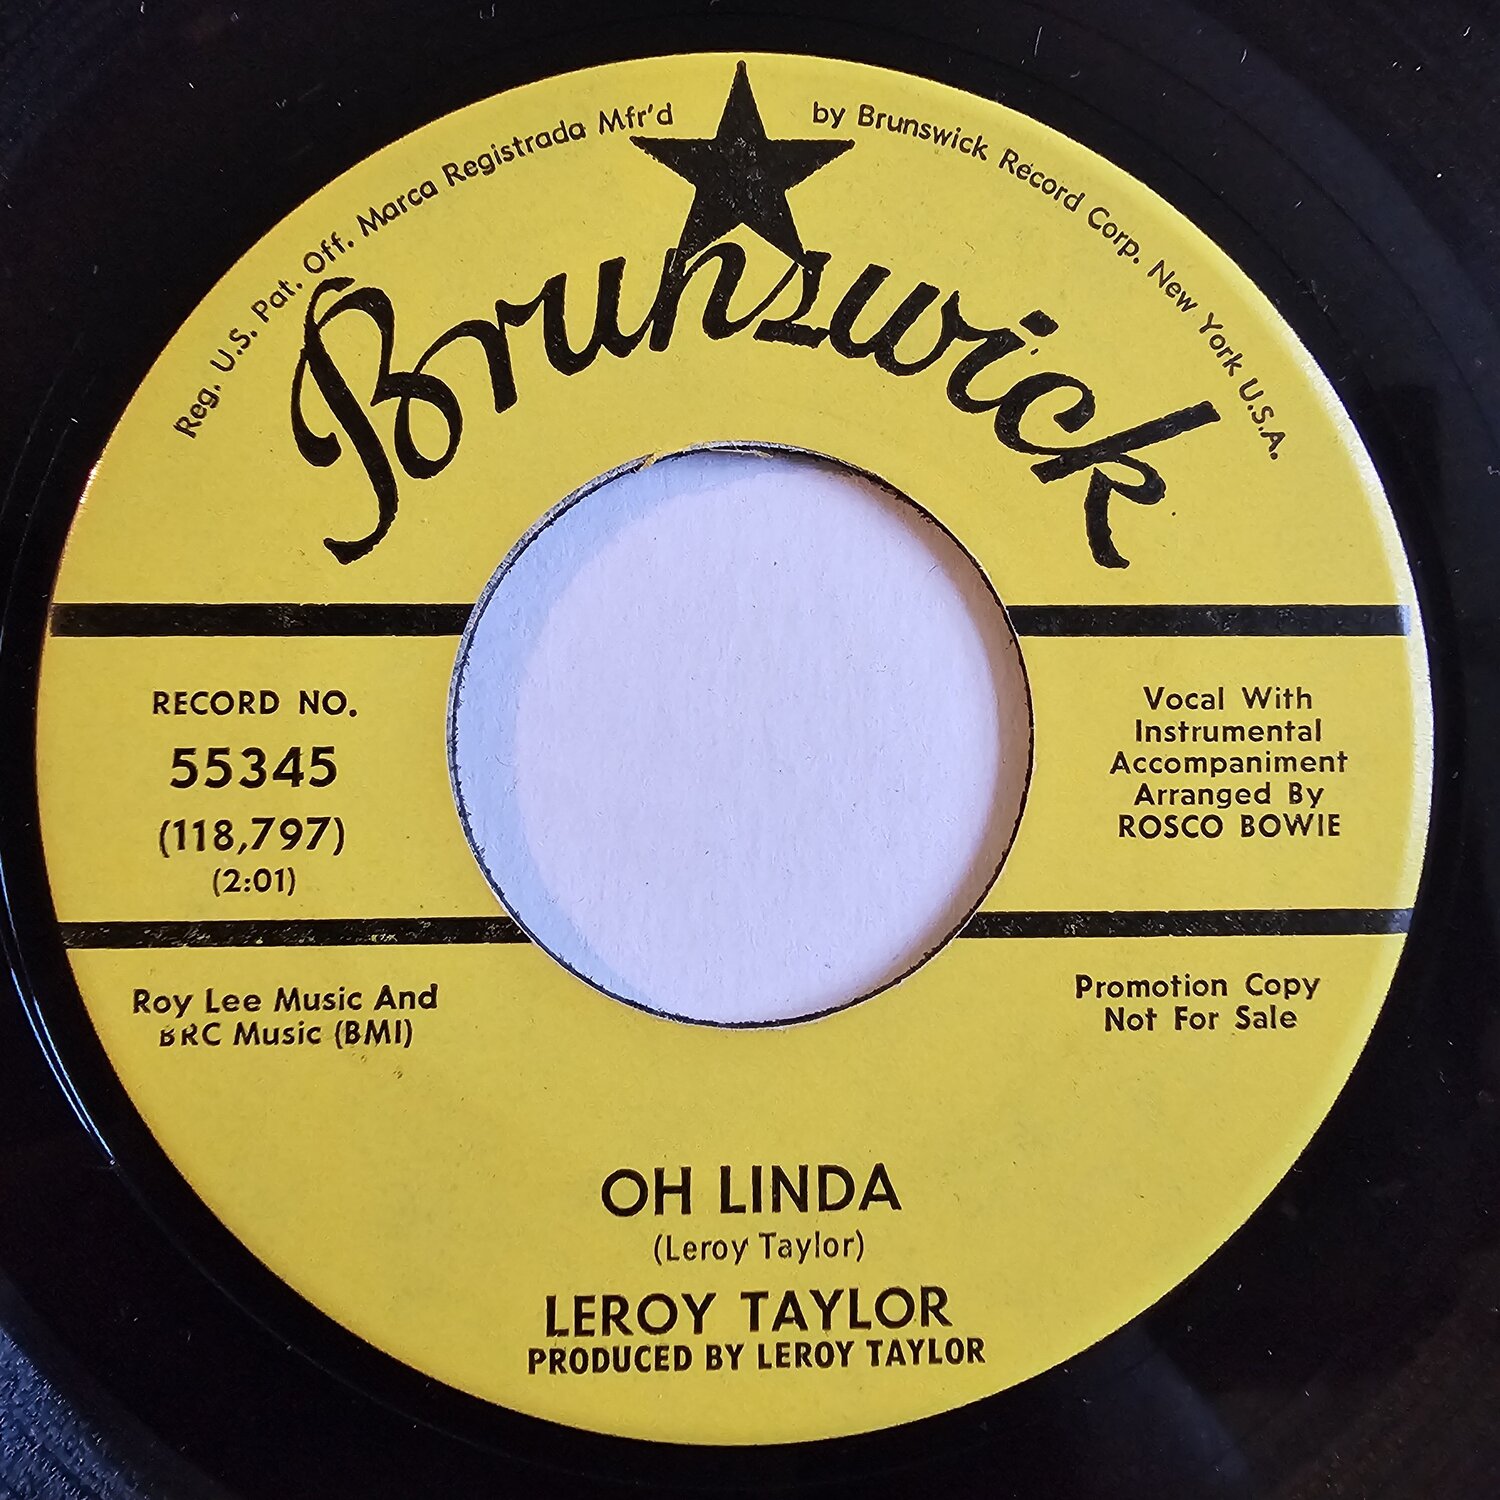 Reg. U.S. Pat. Off. Marca Registrada Mfr'd by Brunswick Record Corp. New York U.S.A.
Brunswick
RECORD NO.
55345
(118,797)
(2:01)
Vocal With
Instrumental
Accompaniment
Arranged By
ROSCO BOWIE
Roy Lee Music And
BRC Music (BMI)
Promotion Copy
Not For Sale
OH LINDA
(Leroy Taylor)
LEROY TAYLOR
PRODUCED BY LEROY TAYLOR